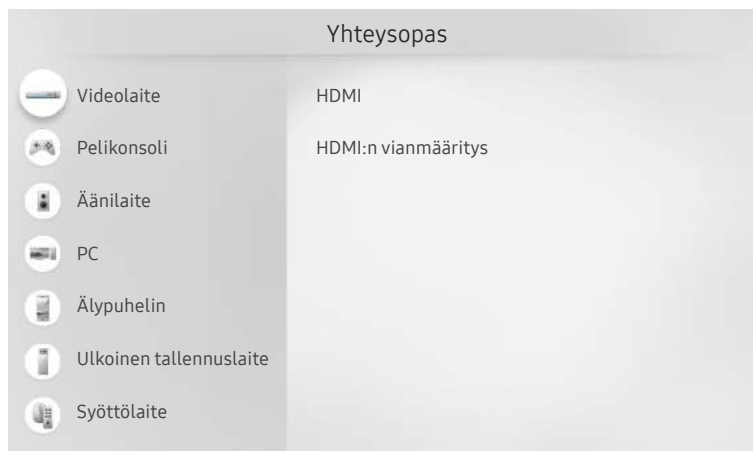 Yhteysopas
Videolaite
Pelikonsoli
Äänilaite
PC
Älypuhelin
Ulkoinen tallennuslaite
Syöttölaite
HDMI
HDMI:n vianmääritys